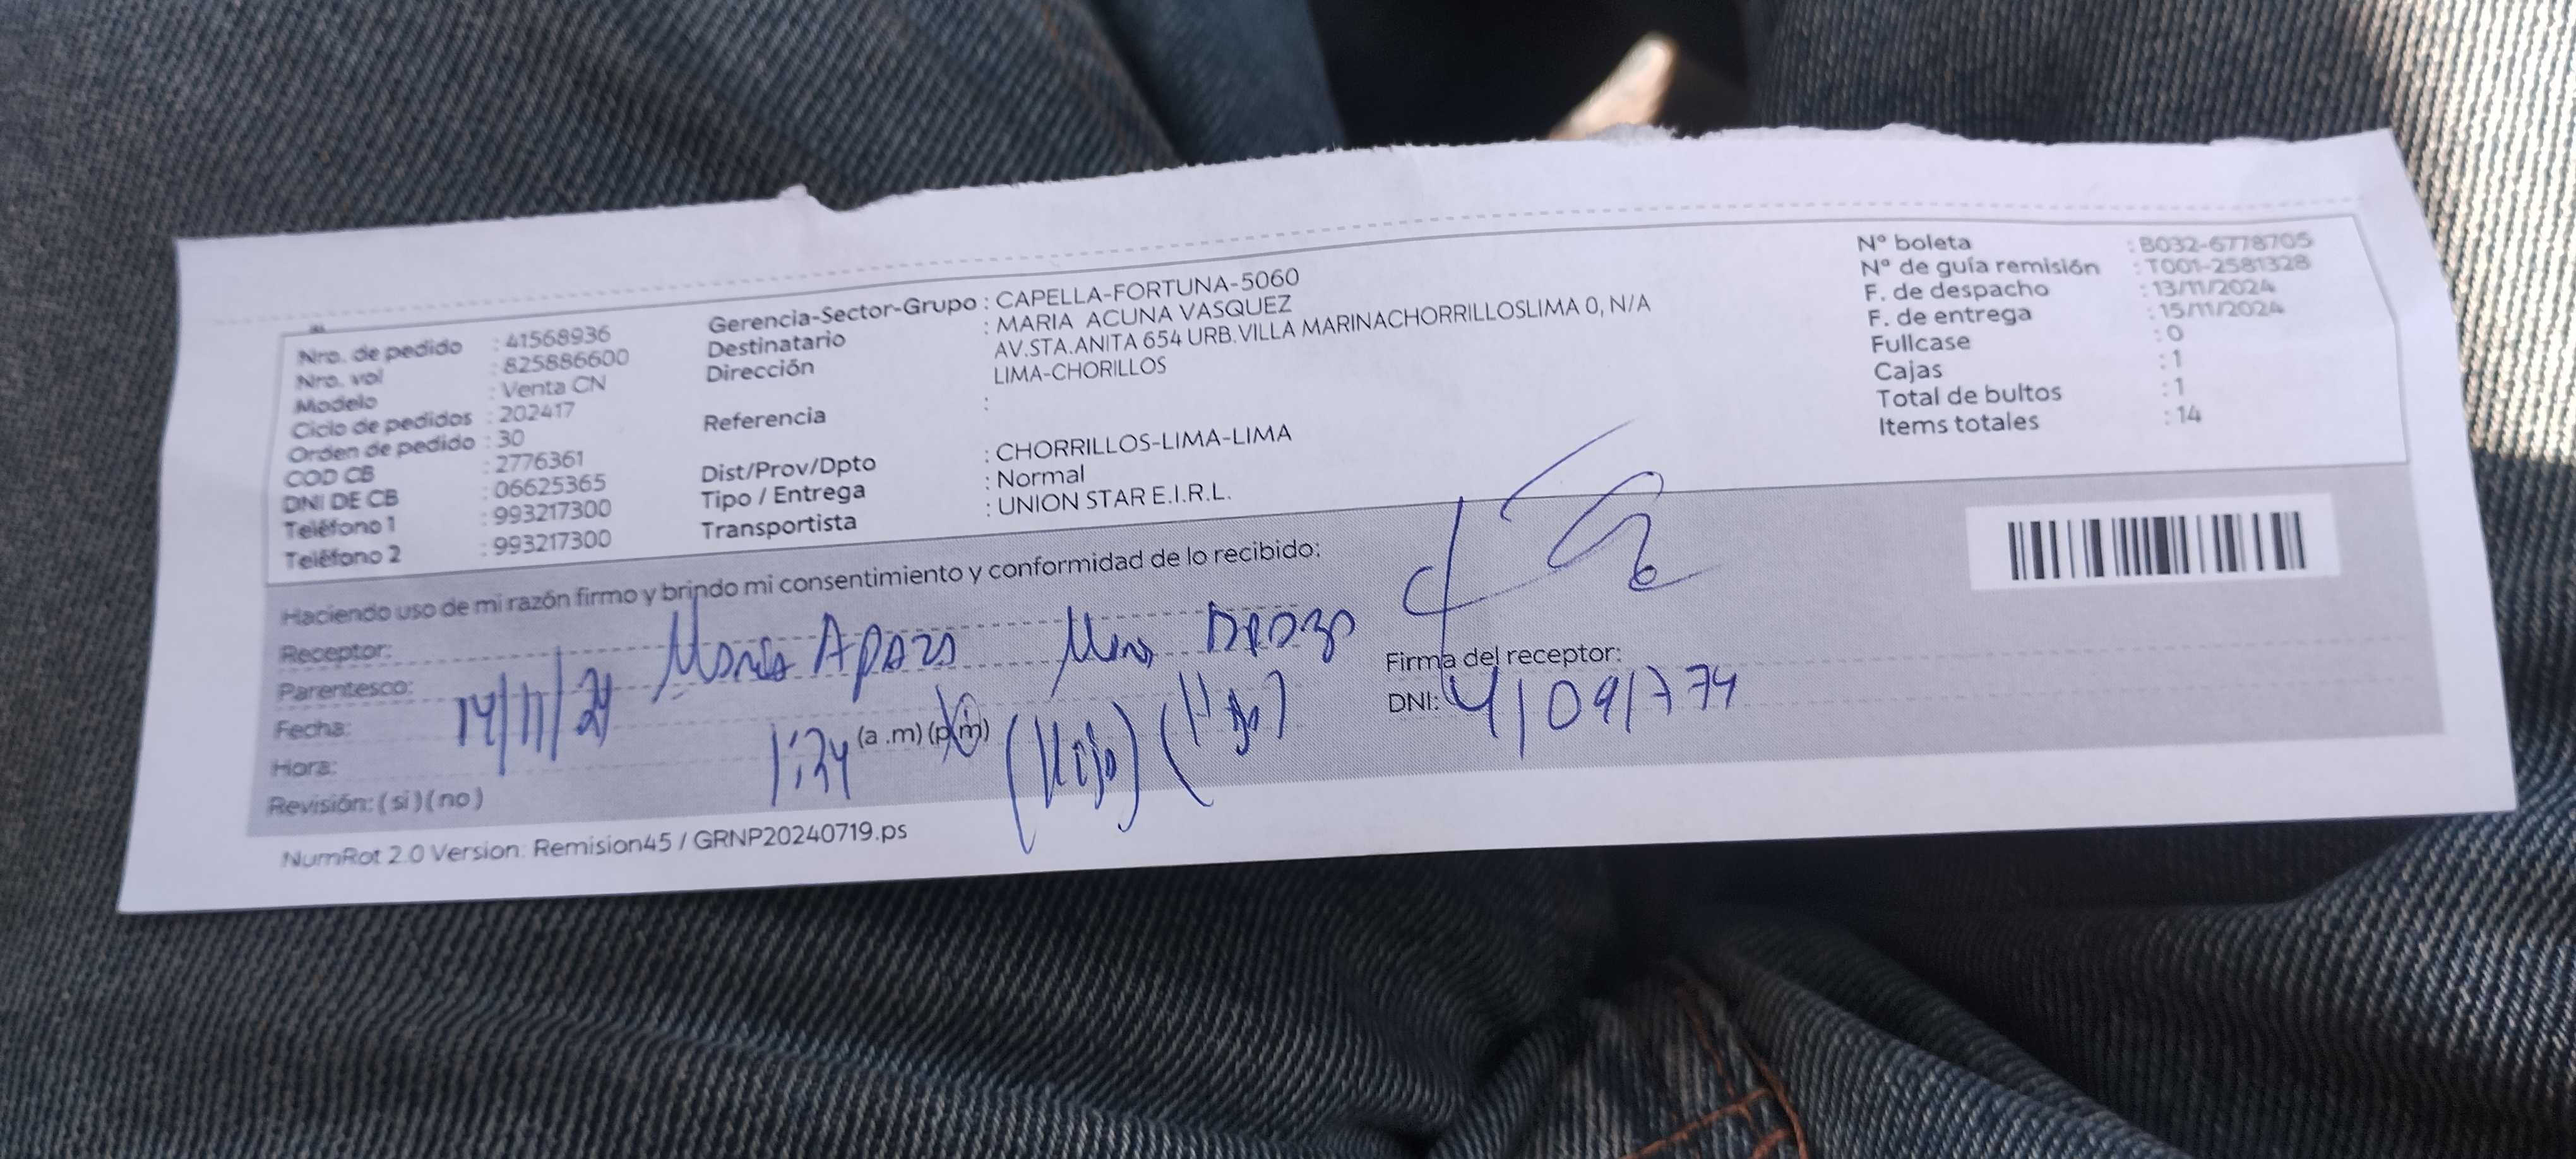 Nro. de pedido : 41568936
Nro. vol : 825886600
Modelo : Venta CN
Ciclo de pedidos : 202417
Orden de pedido : 30
COD CB : 2776361
DNI DE CB : 06625365
Teléfono 1 : 993217300
Teléfono 2 : 993217300
Gerencia-Sector-Grupo : CAPELLA-FORTUNA-5060
Destinatario : MARIA ACUNA VASQUEZ
Dirección AV.STA.ANITA 654 URB.VILLA MARINACHORRILLOSLIMA 0, N/A
LIMA-CHORILLOS
Referencia :
Dist/Prov/Dpto : CHORRILLOS-LIMA-LIMA
Tipo / Entrega : Normal
Transportista : UNION STAR E.I.R.L.
N° boleta : B032-6778705
N° de guía remisión : T001-2581328
F. de despacho : 13/11/2024
F. de entrega : 15/11/2024
Fullcase : 0
Cajas : 1
Total de bultos : 1
Items totales : 14
Haciendo uso de mi razón firmo y brindo mi consentimiento y conformidad de lo recibido:
Receptor:
Parentesco:
Fecha: 14/11/24
Hora: 1:34 (a .m) (p.m)
Revisión: ( si ) ( no )
(Hijo)
Firma del receptor:
DNI: 41091774
NumRot 2.0 Version: Remision45 / GRNP20240719.ps